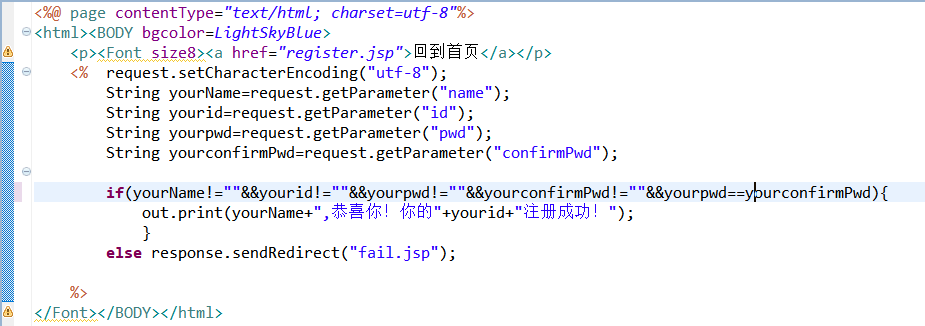 <%@ page contentType="text/html; charset=utf-8"%>
<html><BODY bgcolor=LightSkyBlue>
<p><Font size8><a href="register.jsp">回到首页</a></p>
<%  request.setCharacterEncoding("utf-8");
String yourName=request.getParameter("name");
String yourid=request.getParameter("id");
String yourpwd=request.getParameter("pwd");
String yourconfirmPwd=request.getParameter("confirmPwd");
if(yourName!=""&&yourid!=""&&yourpwd!=""&&yourconfirmPwd!=""&&yourpwd==yourconfirmPwd){
out.print(yourName+",恭喜你！你的"+yourid+"注册成功！");
}
else response.sendRedirect("fail.jsp");
%>
</Font></BODY></html>